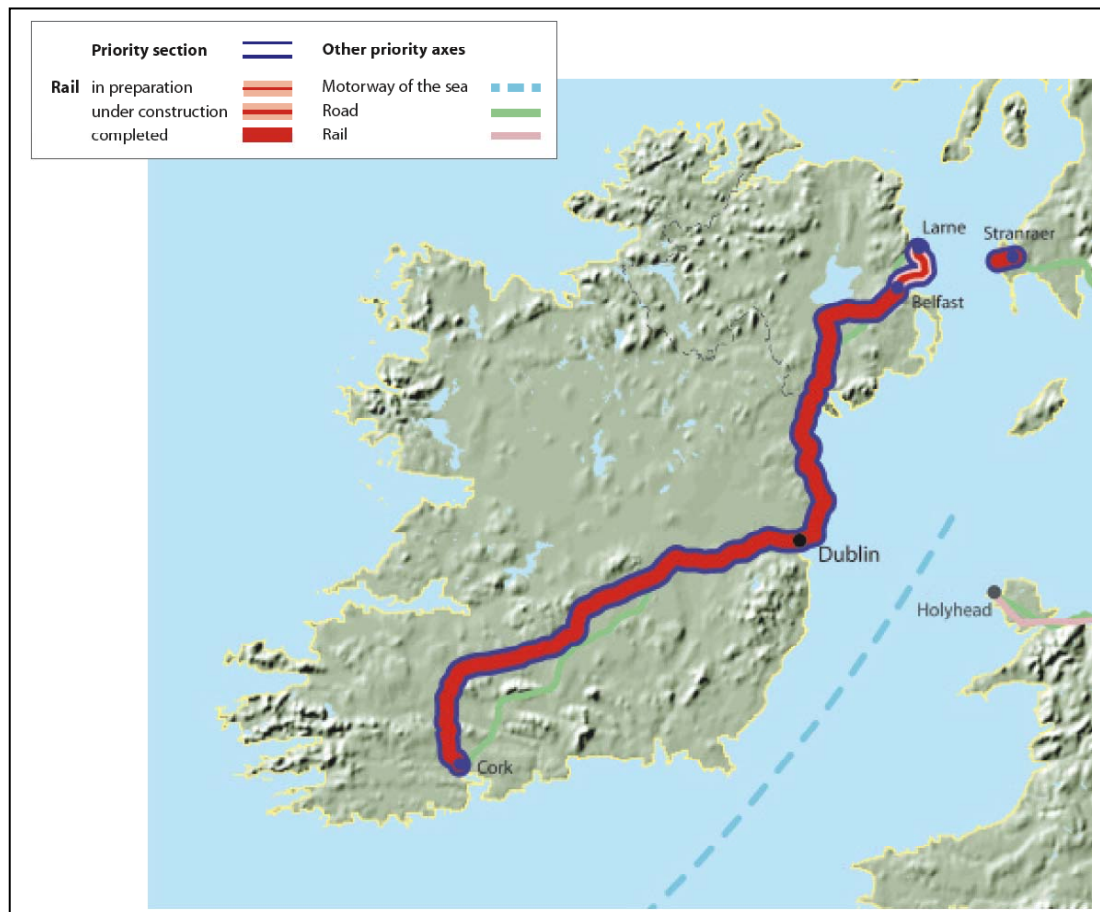 Priority section
Other priority axes
Rail in preparation
Motorway of the sea
under construction
Road
completed
Rail
Larne
Stranraer
Belfast
Dublin
Holyhead
Cork